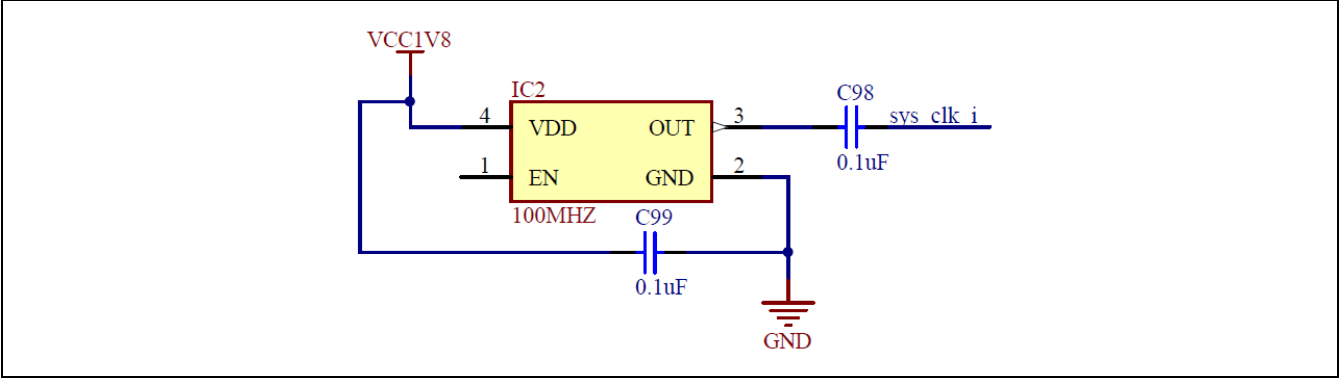 VCC1V8
IC2
C98
4 VDD OUT 3 sys_clk_i
0.1uF
1 EN GND 2
100MHZ C99
0.1uF
GND